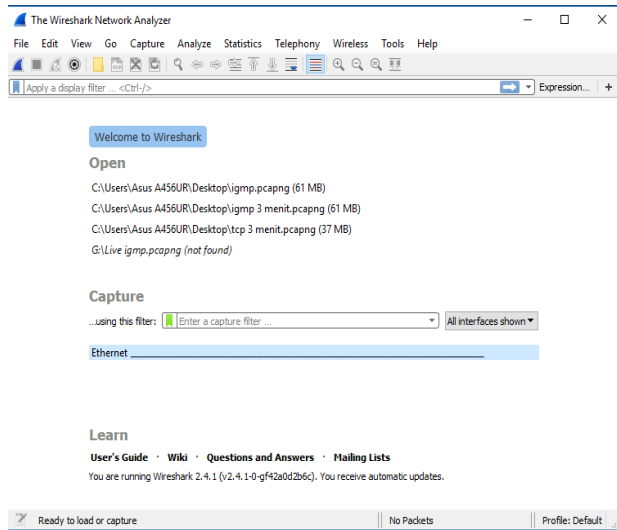 The Wireshark Network Analyzer
File Edit View Go Capture Analyze Statistics Telephony Wireless Tools Help
Apply a display filter ... <Ctrl-/> Expression... +
Welcome to Wireshark
Open
C:\Users\Asus A456UR\Desktop\igmp.pcapng (61 MB)
C:\Users\Asus A456UR\Desktop\igmp 3 menit.pcapng (61 MB)
C:\Users\Asus A456UR\Desktop\tcp 3 menit.pcapng (37 MB)
G:\Live igmp.pcapng (not found)
Capture
...using this filter: Enter a capture filter ... All interfaces shown
Ethernet
Learn
User's Guide · Wiki · Questions and Answers · Mailing Lists
You are running Wireshark 2.4.1 (v2.4.1-0-gf42a0d2b6c). You receive automatic updates.
Ready to load or capture No Packets Profile: Default